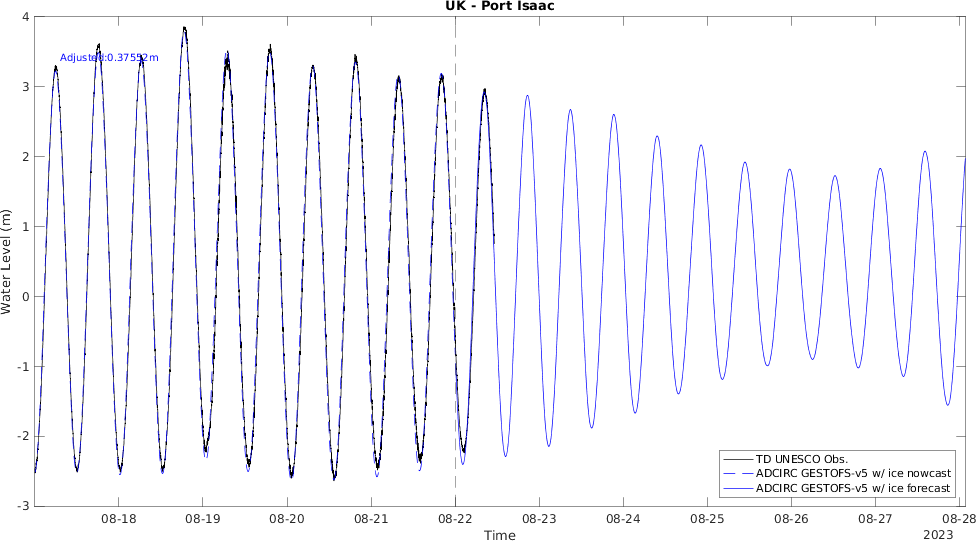 UK - Port Isaac
Adjusted:0.37552m
4
3
2
1
0
-1
-2
-3
Water Level (m)
TD UNESCO Obs.
ADCIRC GESTOFS-v5 w/ ice nowcast
ADCIRC GESTOFS-v5 w/ ice forecast
08-18 08-19 08-20 08-21 08-22 08-23 08-24 08-25 08-26 08-27 08-28
Time
2023